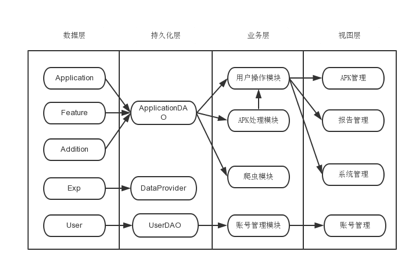 数据层 持久化层 业务层 视图层
Application 用户操作模块 APK管理
Feature ApplicationDA
O APK处理模块 报告管理
Addition
爬虫模块 系统管理
Exp DataProvider
User UserDAO 账号管理模块 账号管理